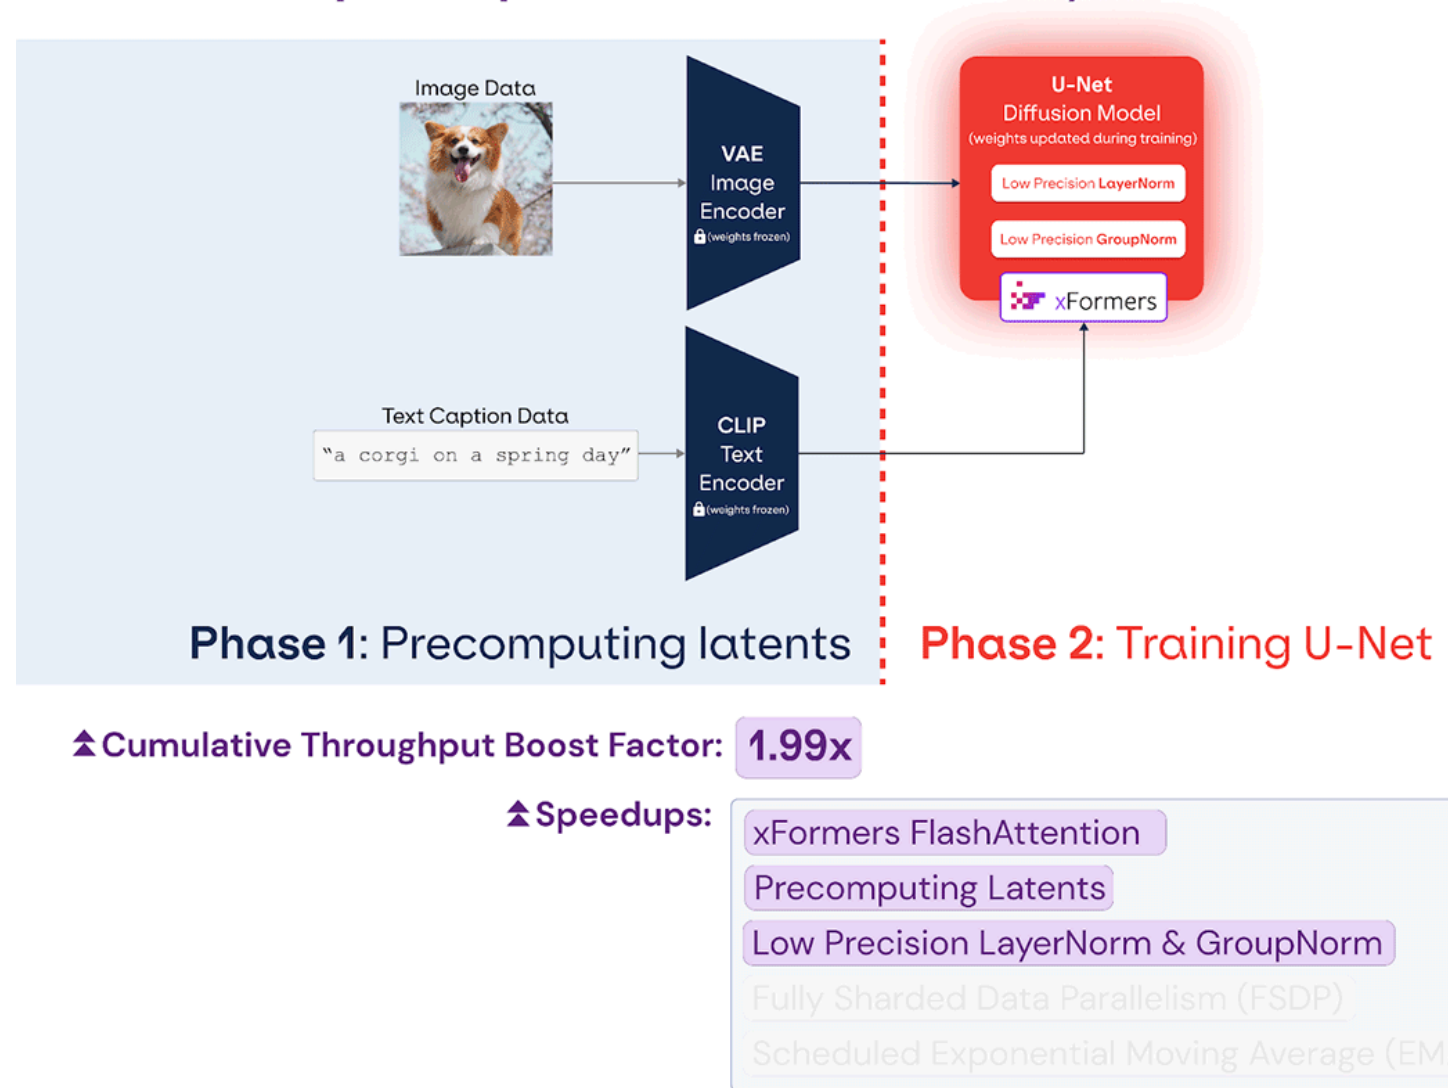 Image Data
VAE
Image
Encoder
(weights frozen)
U-Net
Diffusion Model
(weights updated during training)
Low Precision LayerNorm
Low Precision GroupNorm
xFormers
Text Caption Data
"a corgi on a spring day"
CLIP
Text
Encoder
(weights frozen)
Phase 1: Precomputing latents
Phase 2: Training U-Net
Cumulative Throughput Boost Factor: 1.99x
Speedups:
xFormers FlashAttention
Precomputing Latents
Low Precision LayerNorm & GroupNorm
Fully Sharded Data Parallelism (FSDP)
Scheduled Exponential Moving Average (EM